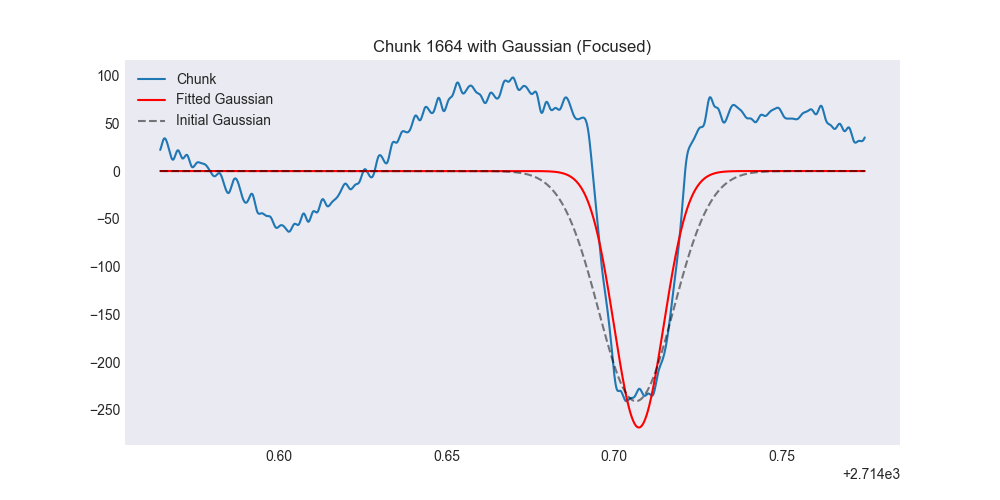 Chunk 1664 with Gaussian (Focused)
Chunk
Fitted Gaussian
Initial Gaussian
100
50
0
−50
−100
−150
−200
−250
0.60 0.65 0.70 0.75
+2.714e3